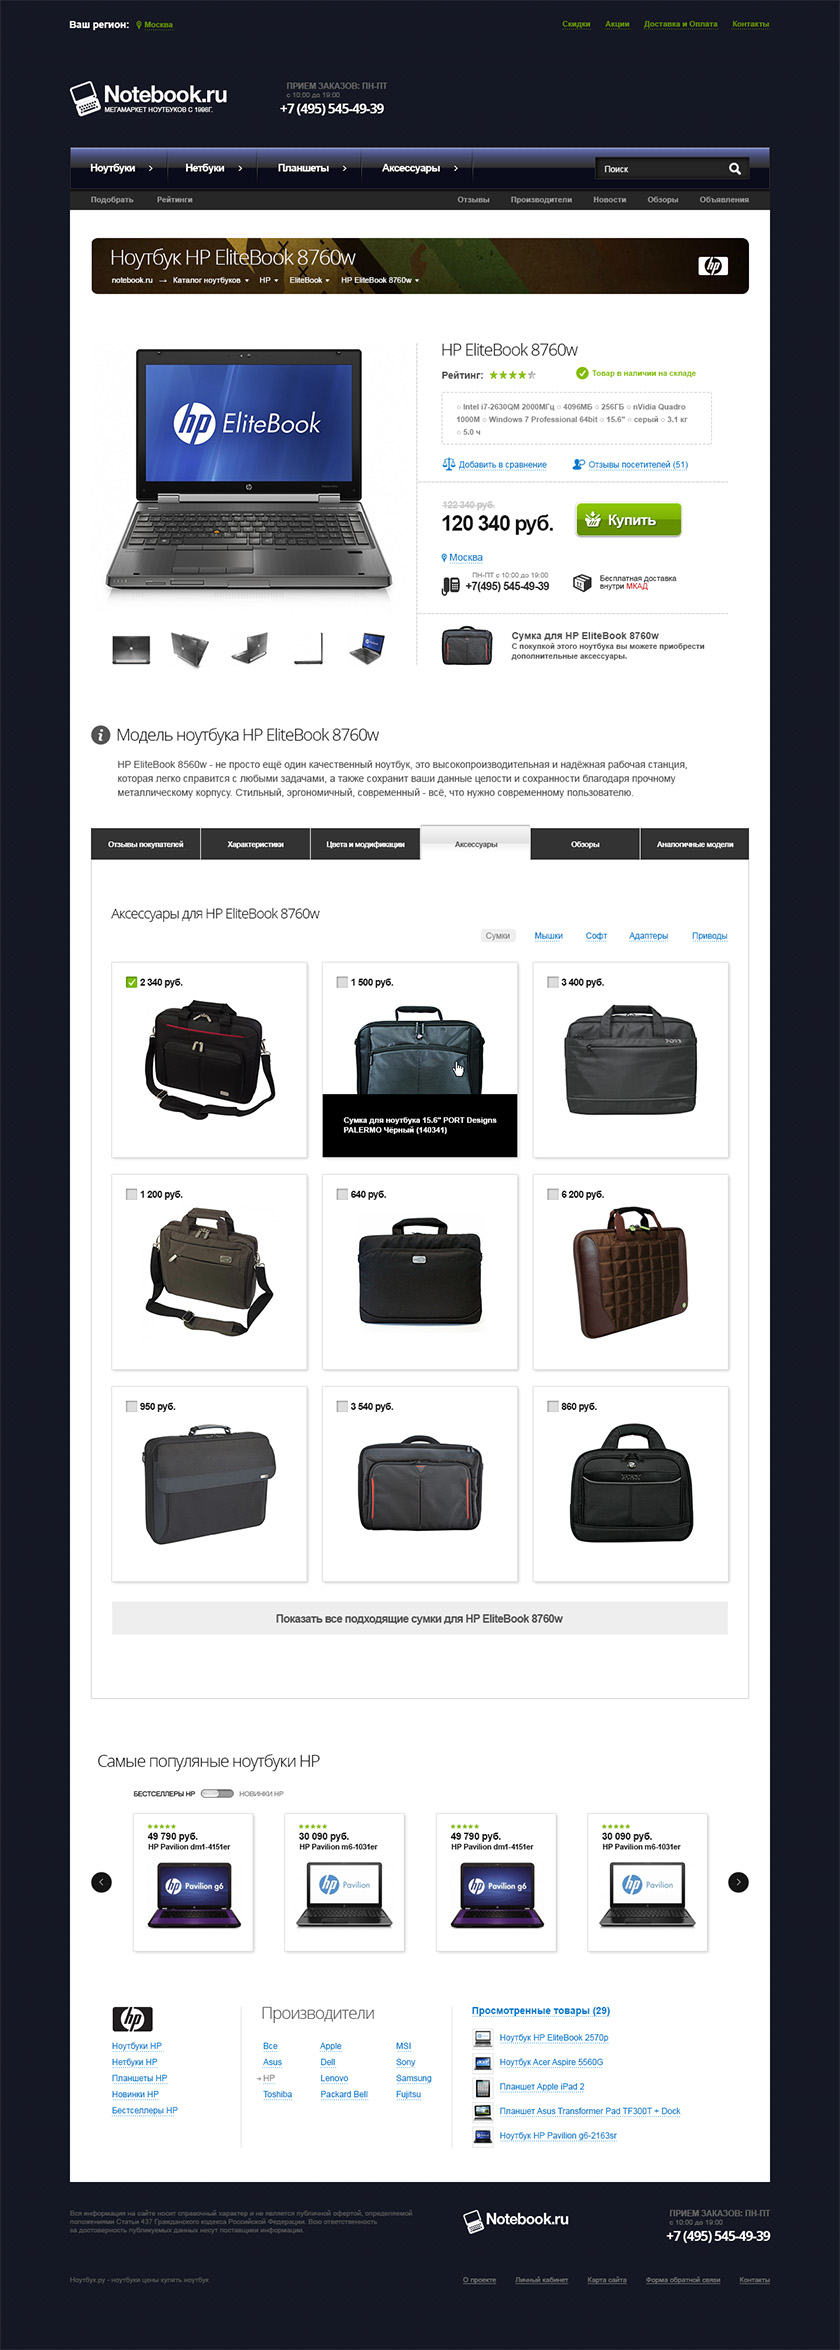 Ваш регион: Москва
Скидки Акции Доставка и Оплата Контакты
Notebook.ru
МЕГАМАРКЕТ НОУТБУКОВ С 1998Г.
ПРИЕМ ЗАКАЗОВ: ПН-ПТ
с 10:00 до 19:00
+7 (495) 545-49-39
Ноутбуки Нетбуки Планшеты Аксессуары Поиск
Подобрать Рейтинги Отзывы Производители Новости Обзоры Объявления
Ноутбук HP EliteBook 8760w
notebook.ru → Каталог ноутбуков HP EliteBook HP EliteBook 8760w
hp
hp EliteBook
HP EliteBook 8760w
Рейтинг: Товар в наличии на складе
Intel i7-2630QM 2000МГц ○ 4096МБ ○ 256ГБ ○ nVidia Quadro
1000M ○ Windows 7 Professional 64bit ○ 15.6" ○ серый ○ 3.1 кг
○ 5.0 ч
Добавить в сравнение Отзывы посетителей (51)
122 340 руб.
120 340 руб. Купить
Москва
ПН-ПТ с 10:00 до 19:00
+7(495) 545-49-39
Бесплатная доставка
внутри МКАД
Сумка для HP EliteBook 8760w
С покупкой этого ноутбука вы можете приобрести
дополнительные аксессуары.
Модель ноутбука HP EliteBook 8760w
HP EliteBook 8560w - не просто ещё один качественный ноутбук, это высокопроизводительная и надёжная рабочая станция,
которая легко справится с любыми задачами, а также сохранит ваши данные целости и сохранности благодаря прочному
металлическому корпусу. Стильный, эргономичный, современный - всё, что нужно современному пользователю.
Отзывы покупателей Характеристики Цвета и модификации Аксессуары Обзоры Аналогичные модели
Аксессуары для HP EliteBook 8760w
Сумки Мышки Софт Адаптеры Приводы
2 340 руб. 1 500 руб. 3 400 руб.
Сумка для ноутбука 15.6" PORT Designs
PALERMO Чёрный (140341)
1 200 руб. 640 руб. 6 200 руб.
950 руб. 3 540 руб. 860 руб.
Показать все подходящие сумки для HP EliteBook 8760w
Самые популяные ноутбуки HP
БЕСТСЕЛЛЕРЫ HP НОВИНКИ HP
49 790 руб. 30 090 руб. 49 790 руб. 30 090 руб.
HP Pavilion dm1-4151er HP Pavilion m6-1031er HP Pavilion dm1-4151er HP Pavilion m6-1031er
hp Pavilion g6 hp Pavilion hp Pavilion g6 hp Pavilion
hp
Ноутбуки HP
Нетбуки HP
Планшеты HP
Новинки HP
Бестселлеры HP
Производители
Все Apple MSI
Asus Dell Sony
HP Lenovo Samsung
Toshiba Packard Bell Fujitsu
Просмотренные товары (29)
Ноутбук HP EliteBook 2570p
Ноутбук Acer Aspire 5560G
Планшет Apple iPad 2
Планшет Asus Transformer Pad TF300T + Dock
Ноутбук HP Pavilion g6-2163sr
Вся информация на сайте носит справочный характер и не является публичной офертой, определяемой
положениями Статьи 437 Гражданского кодекса Российской Федерации. Всю ответственность
за достоверность публикуемых данных несут поставщики информации.
Notebook.ru
ПРИЕМ ЗАКАЗОВ: ПН-ПТ
с 10:00 до 19:00
+7 (495) 545-49-39
Ноутбук.ру - ноутбуки цены купить ноутбук
О проекте Личный кабинет Карта сайта Форма обратной связи Контакты